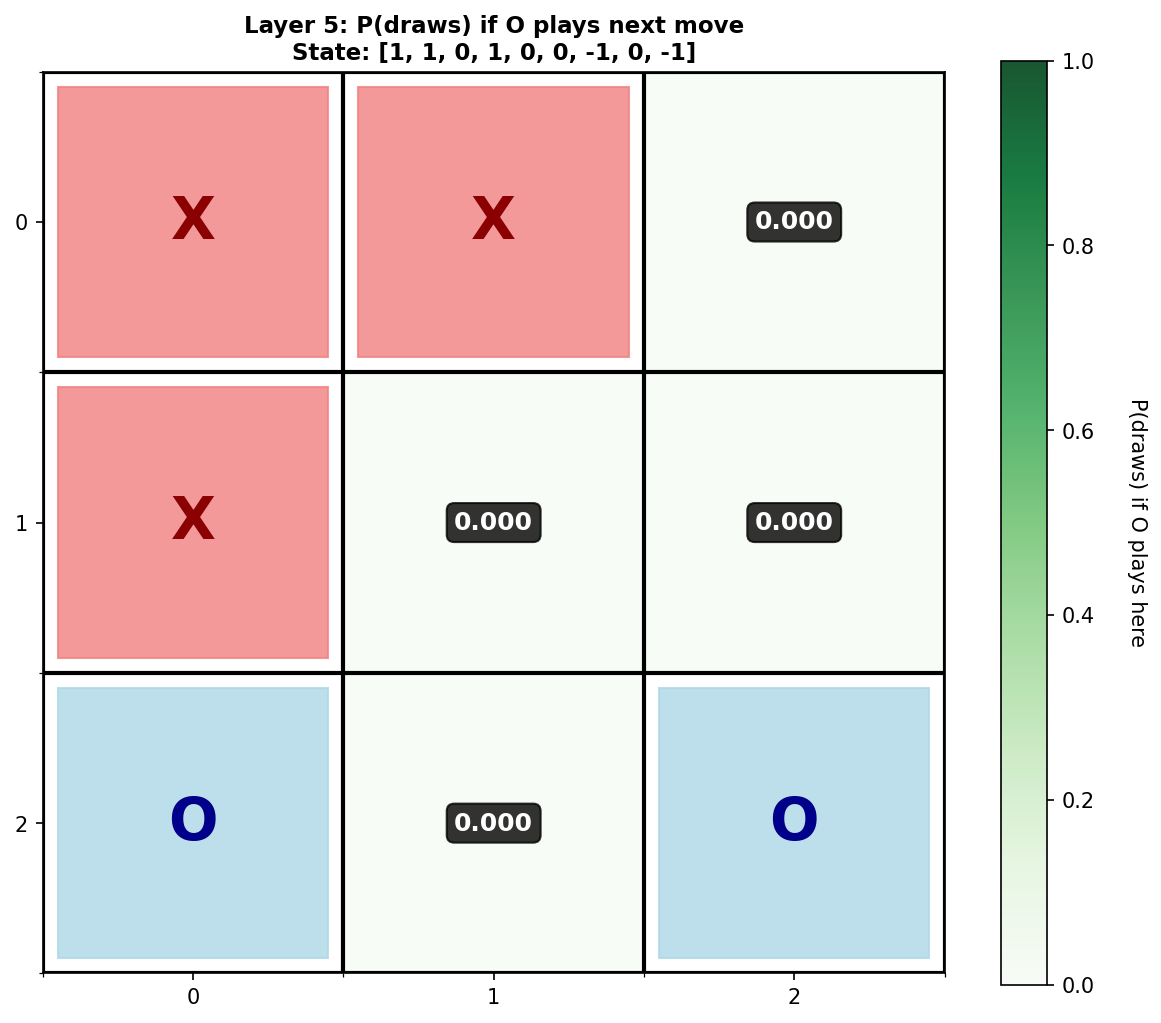 Layer 5: P(draws) if O plays next move
State: [1, 1, 0, 1, 0, 0, -1, 0, -1]
X X 0.000
X 0.000 0.000
O 0.000 O
0
1
2
0 1 2
1.0
0.8
0.6
0.4
0.2
0.0
P(draws) if O plays here